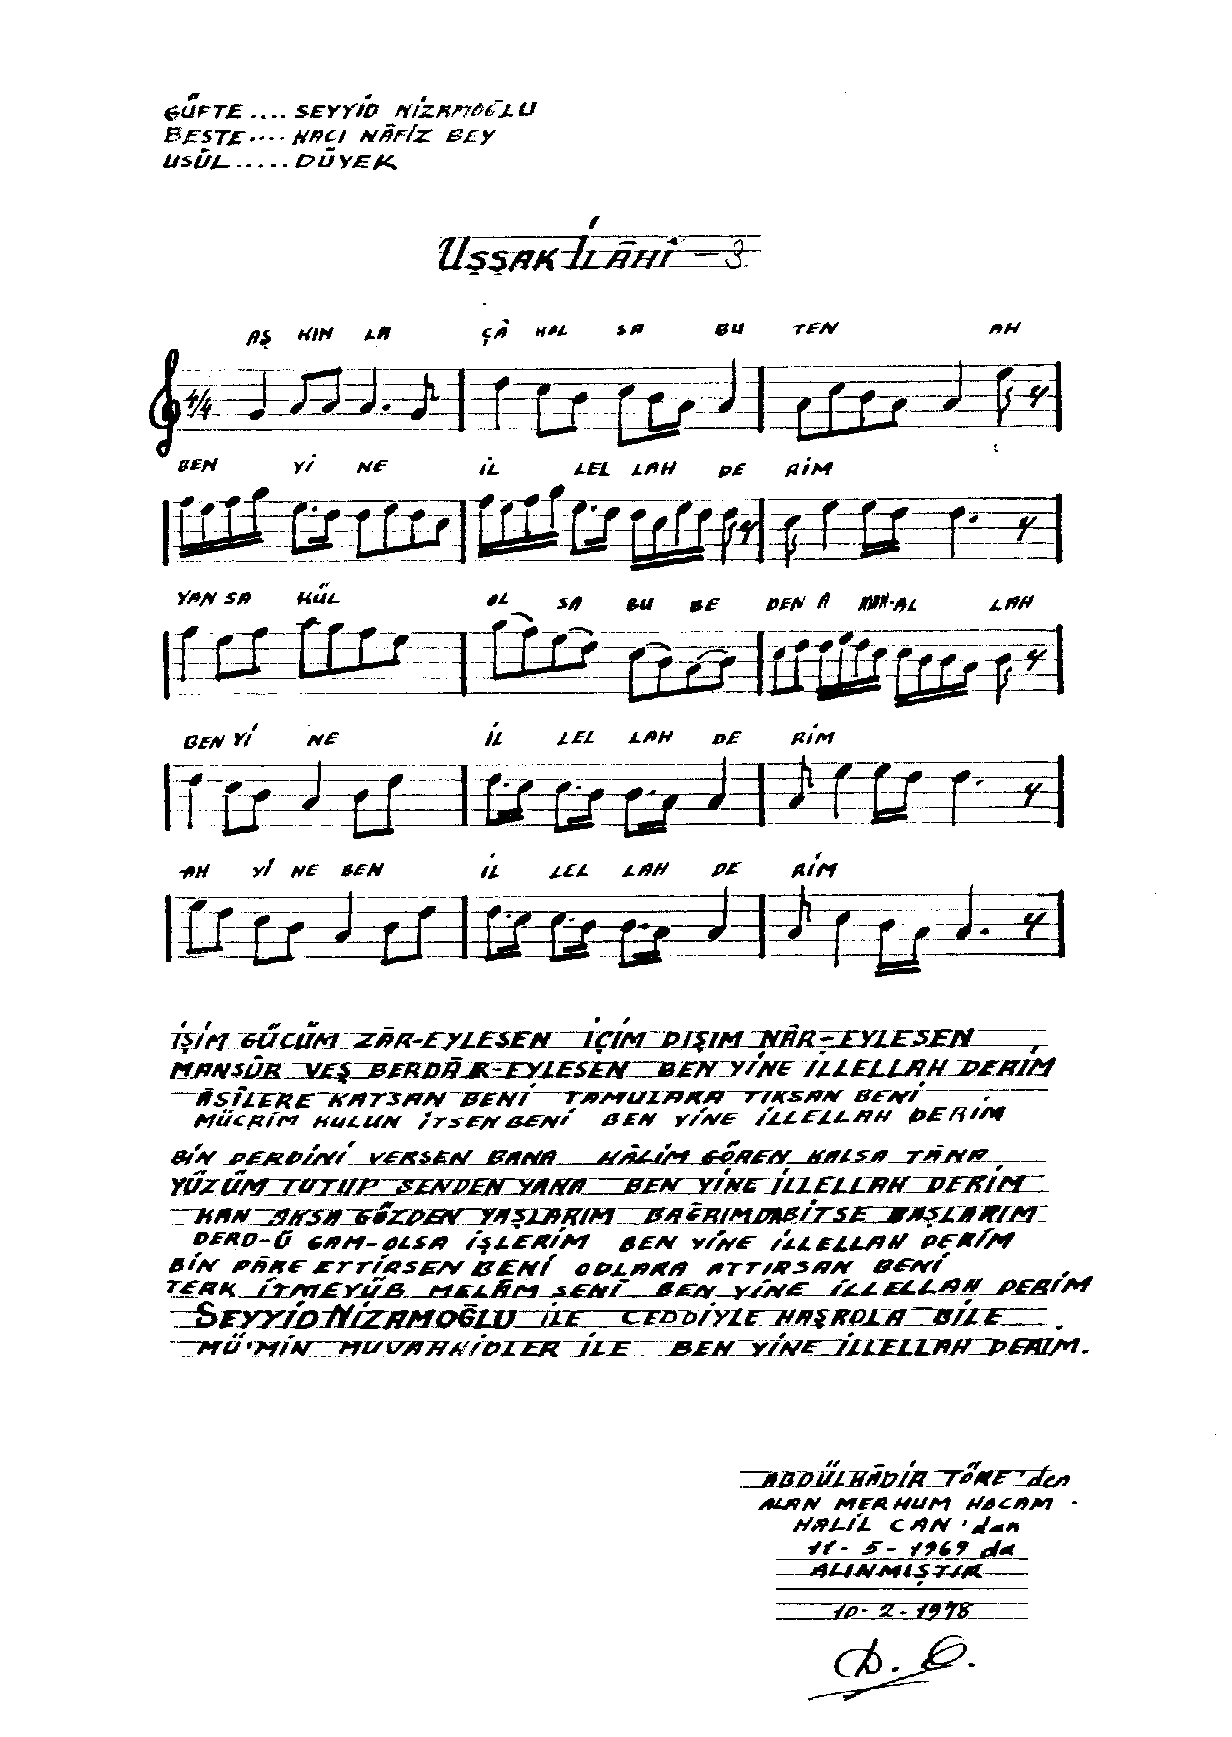 GÜFTE .... SEYYİD NİZAMOĞLU
BESTE .... HACI NÂFİZ BEY
USÛL ..... DÜYEK
UŞŞAK İLÂHİ - 3
AŞ KIN LA ÇÂ KOL SA BU TEN AH
4/4
BEN Yİ NE İL LEL LAH DE RİM
YAN SA KÜL OL SA BU BE DEN A AL LAH
BEN Yİ NE İL LEL LAH DE RİM
AH Yİ NE BEN İL LEL LAH DE RİM
İŞİM GÜCÜM ZÂR-EYLESEN İÇİM DIŞIM NÂR-EYLESEN
MANSÛR VEŞ BERDÂR-EYLESEN BEN YİNE İLLELLAH DERİM
ÂSÎLERE KATSAN BENİ TAMULARA TIKSAN BENİ
MÜCRİM KULUN İTSEN BENİ BEN YİNE İLLELLAH DERİM
BİN DERDİNİ VERSEN BANA HÂLİM GÖREN KALSA TÂNA
YÜZÜM TUTUP SENDEN YANA BEN YİNE İLLELLAH DERİM
KAN AKSA GÖZDEN YAŞLARIM BAĞRIMDA BİTSE BAŞLARIM
DERD-Ü GAM-OLSA İŞLERİM BEN YİNE İLLELLAH DERİM
BİN PÂRE ETTİRSEN BENİ ODLARA ATTIRSAN BENİ
TERK İTMEYÜB MELÂM SENİ BEN YİNE İLLELLAH DERİM
SEYYİD NİZAMOĞLU İLE CEDDİYLE HAŞROLA BİLE
MÜ'MİN MUVAHHİDLER İLE BEN YİNE İLLELLAH DERİM.
ABDÜLKÂDİR TÖRE'den
ALAN MERHUM HOCAM
HALİL CAN'dan
11-5-1969 da
ALINMIŞTIR
10-2-1978
D. O.